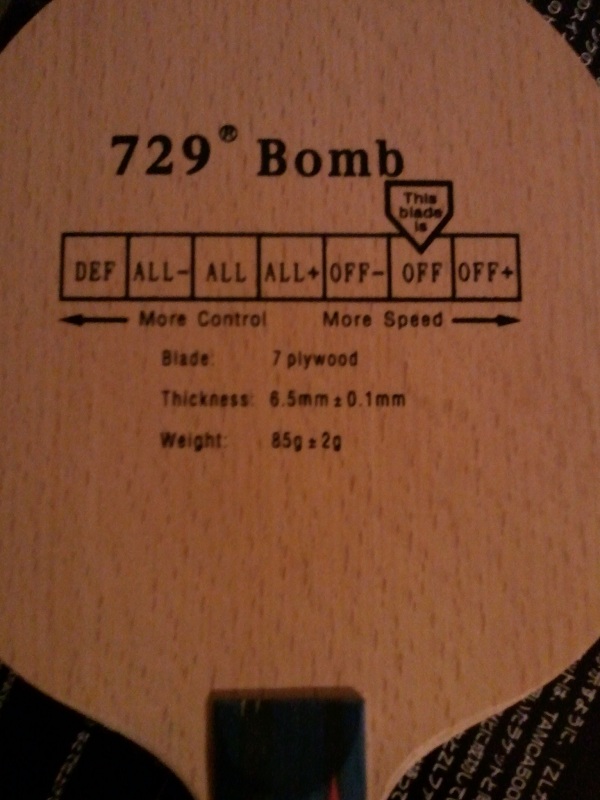 729® Bomb
This
blade
is
DEF ALL- ALL ALL+ OFF- OFF OFF+
More Control More Speed
Blade: 7 plywood
Thickness: 6.5mm±0.1mm
Weight: 85g±2g